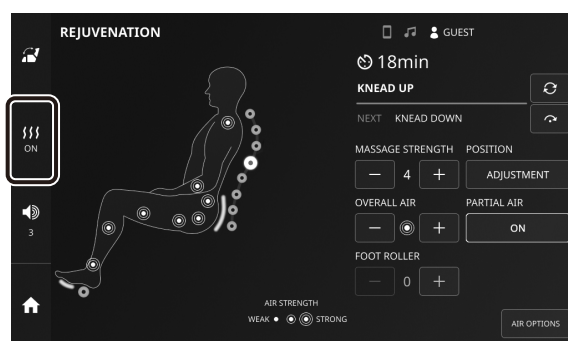 REJUVENATION
GUEST
18min
KNEAD UP
NEXT KNEAD DOWN
ON
MASSAGE STRENGTH POSITION
4 ADJUSTMENT
OVERALL AIR PARTIAL AIR
ON
3
FOOT ROLLER
0
AIR STRENGTH
WEAK STRONG
AIR OPTIONS